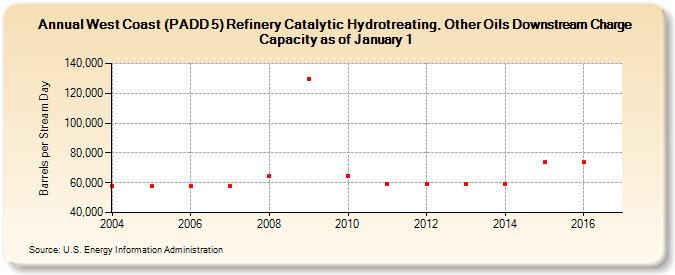 Annual West Coast (PADD 5) Refinery Catalytic Hydrotreating, Other Oils Downstream Charge
Capacity as of January 1
Barrels per Stream Day
140,000
120,000
100,000
80,000
60,000
40,000
2004 2006 2008 2010 2012 2014 2016
Source: U.S. Energy Information Administration